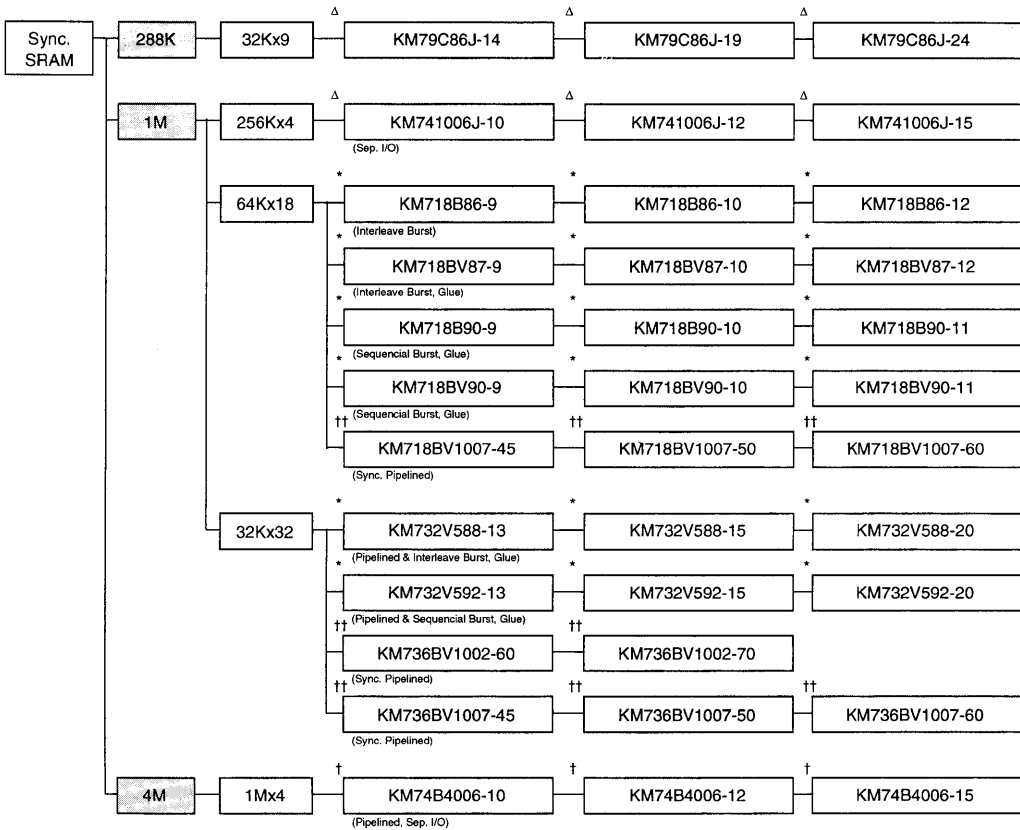 Δ Δ Δ
Sync. SRAM 288K 32Kx9 KM79C86J-14 KM79C86J-19 KM79C86J-24
Δ Δ Δ
1M 256Kx4 KM741006J-10 KM741006J-12 KM741006J-15
(Sep. I/O)
* * *
64Kx18 KM718B86-9 KM718B86-10 KM718B86-12
(Interleave Burst)
* * *
KM718BV87-9 KM718BV87-10 KM718BV87-12
(Interleave Burst, Glue)
* * *
KM718B90-9 KM718B90-10 KM718B90-11
(Sequencial Burst, Glue)
* * *
KM718BV90-9 KM718BV90-10 KM718BV90-11
(Sequencial Burst, Glue)
†† †† ††
KM718BV1007-45 KM718BV1007-50 KM718BV1007-60
(Sync. Pipelined)
* * *
32Kx32 KM732V588-13 KM732V588-15 KM732V588-20
(Pipelined & Interleave Burst, Glue)
* * *
KM732V592-13 KM732V592-15 KM732V592-20
(Pipelined & Sequencial Burst, Glue)
†† ††
KM736BV1002-60 KM736BV1002-70
(Sync. Pipelined)
†† †† ††
KM736BV1007-45 KM736BV1007-50 KM736BV1007-60
(Sync. Pipelined)
† † †
4M 1Mx4 KM74B4006-10 KM74B4006-12 KM74B4006-15
(Pipelined, Sep. I/O)